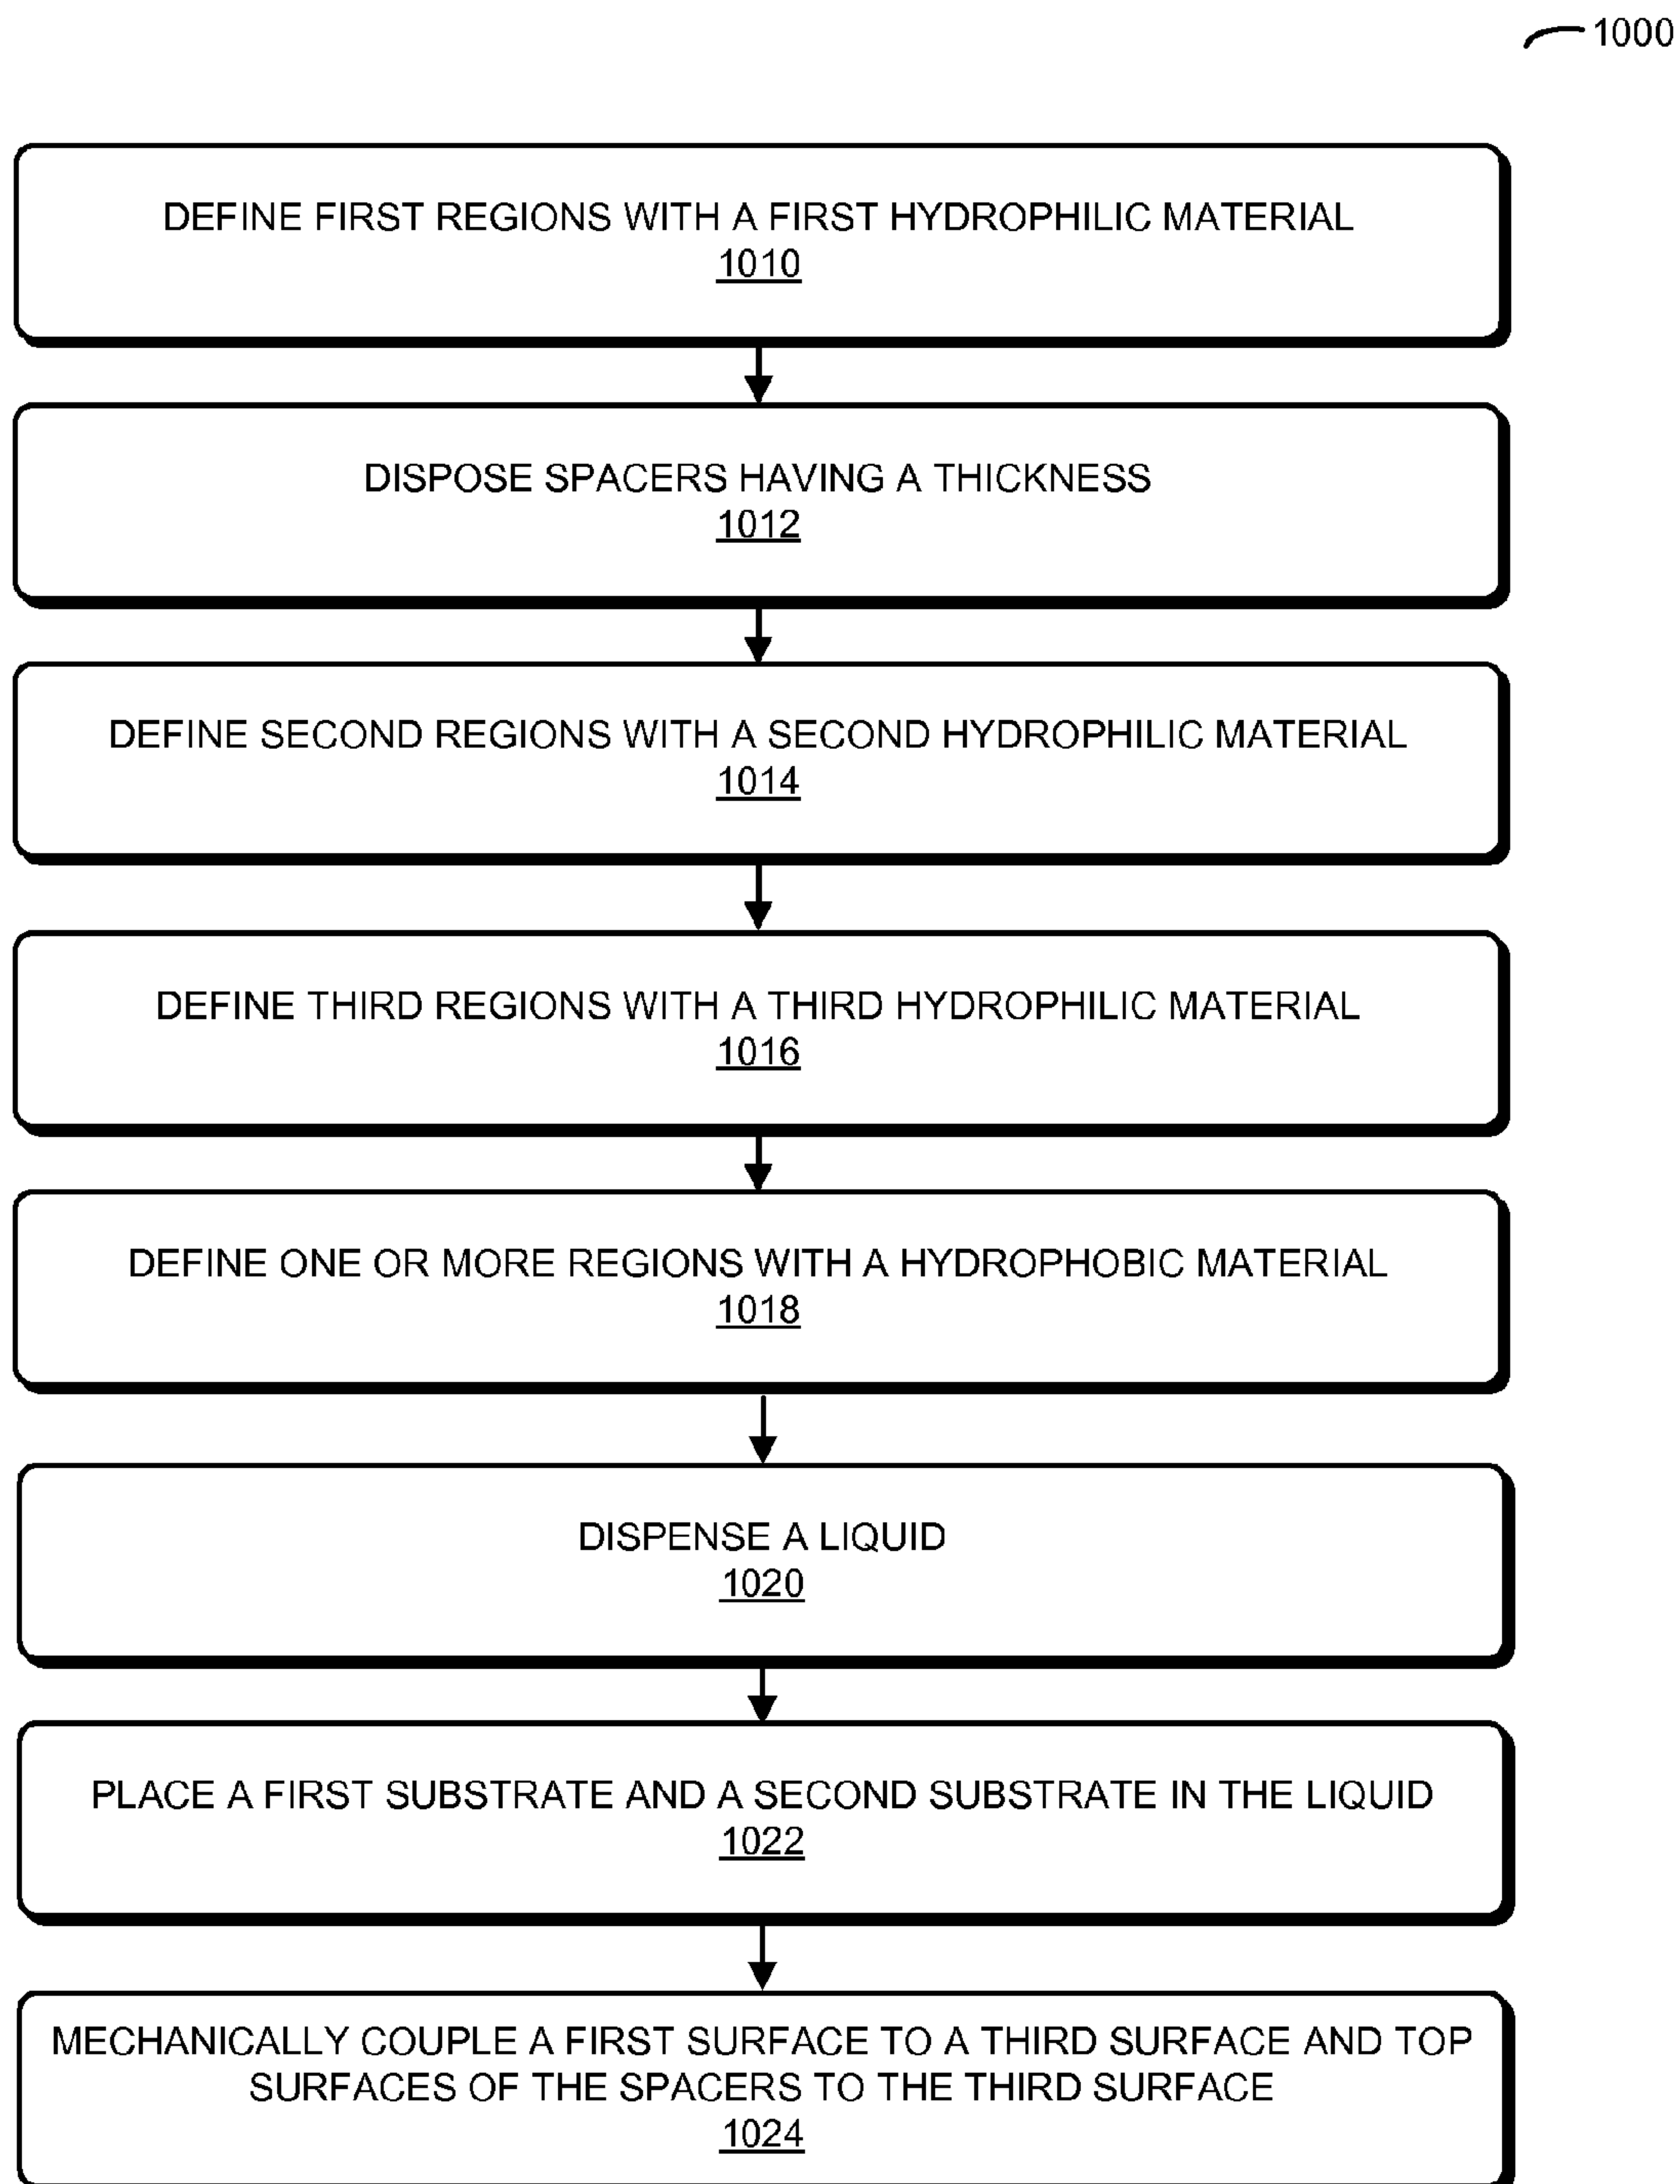 1000
DEFINE FIRST REGIONS WITH A FIRST HYDROPHILIC MATERIAL
1010
DISPOSE SPACERS HAVING A THICKNESS
1012
DEFINE SECOND REGIONS WITH A SECOND HYDROPHILIC MATERIAL
1014
DEFINE THIRD REGIONS WITH A THIRD HYDROPHILIC MATERIAL
1016
DEFINE ONE OR MORE REGIONS WITH A HYDROPHOBIC MATERIAL
1018
DISPENSE A LIQUID
1020
PLACE A FIRST SUBSTRATE AND A SECOND SUBSTRATE IN THE LIQUID
1022
MECHANICALLY COUPLE A FIRST SURFACE TO A THIRD SURFACE AND TOP
SURFACES OF THE SPACERS TO THE THIRD SURFACE
1024